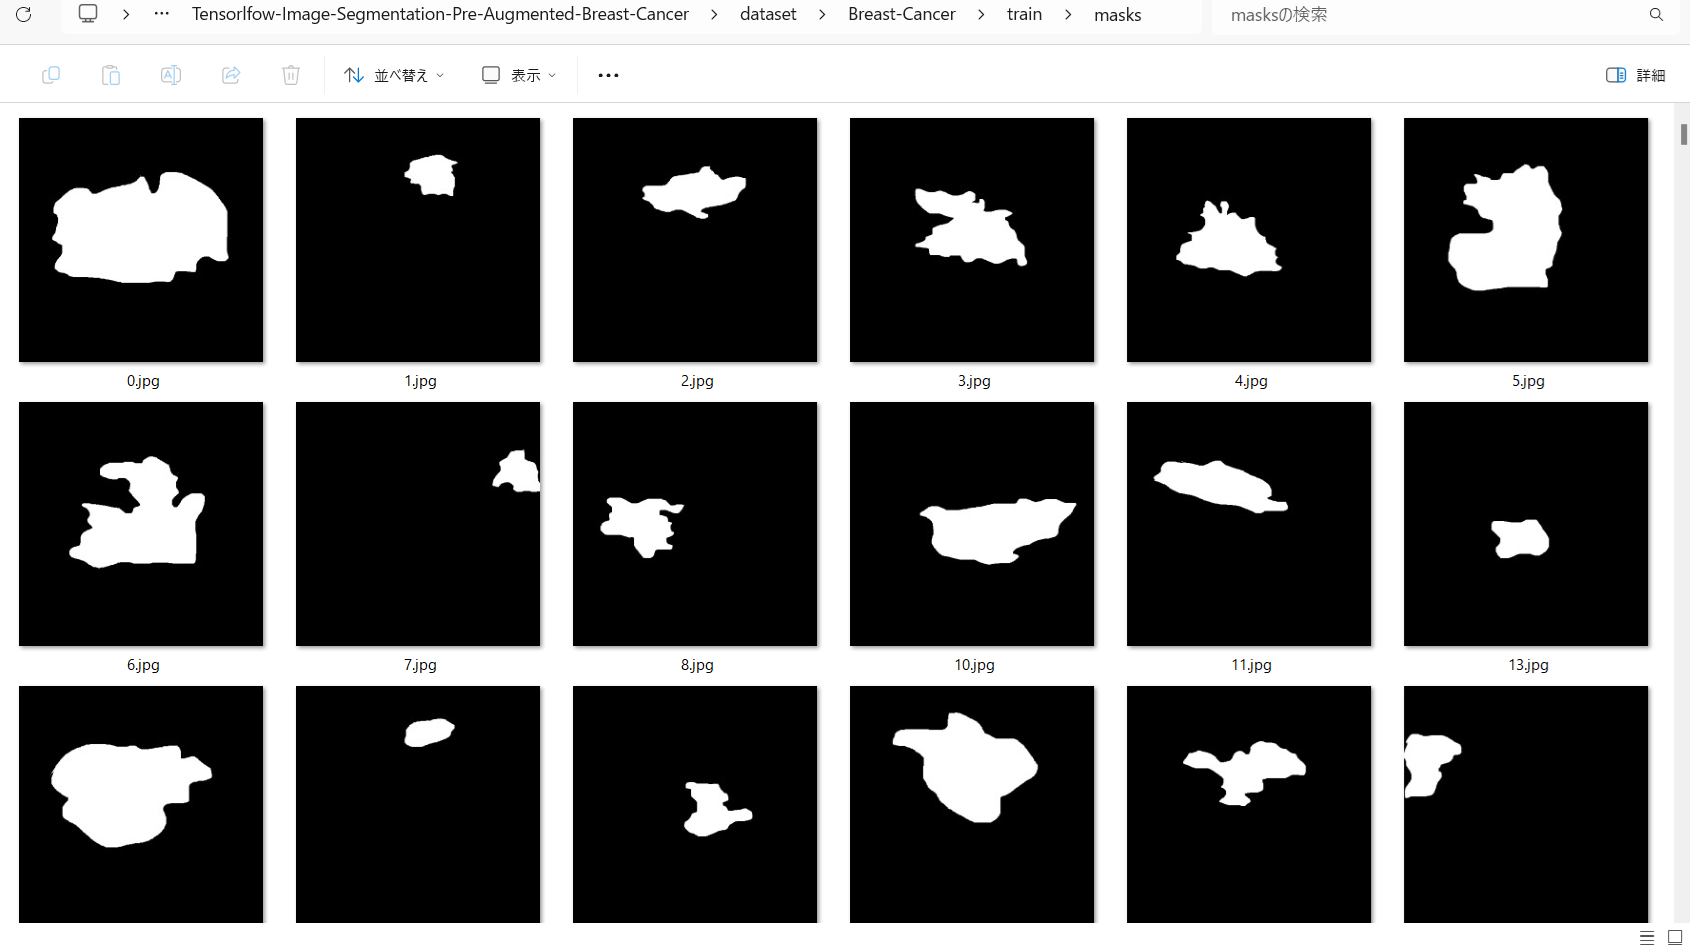 Tensorlfow-Image-Segmentation-Pre-Augmented-Breast-Cancer > dataset > Breast-Cancer > train > masks masksの検索
並べ替え 表示 詳細
0.jpg 1.jpg 2.jpg 3.jpg 4.jpg 5.jpg
6.jpg 7.jpg 8.jpg 10.jpg 11.jpg 13.jpg